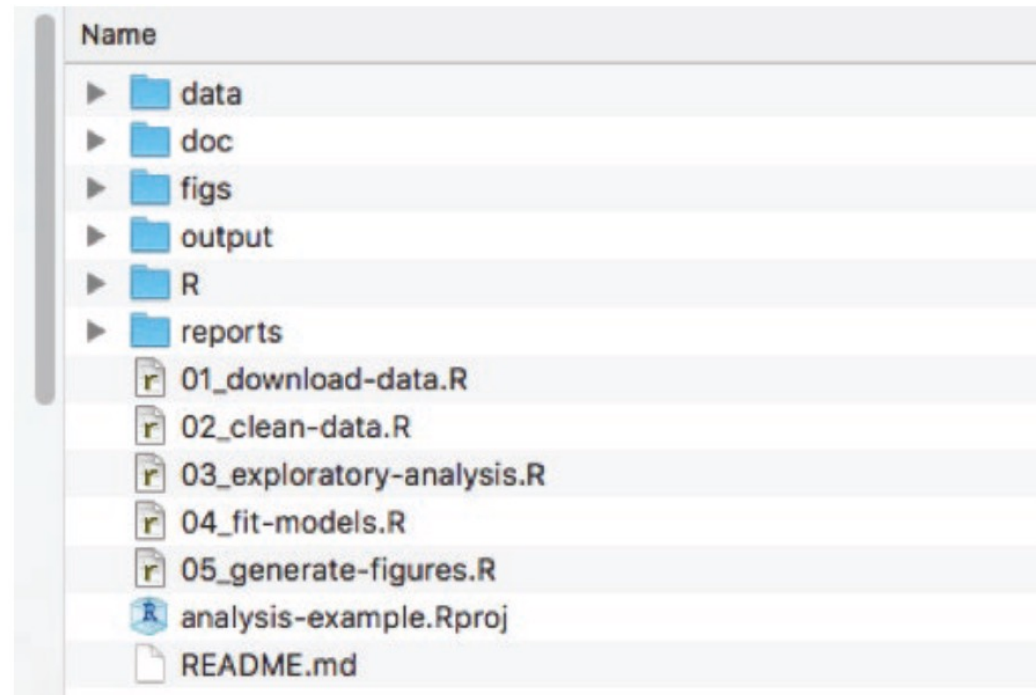 Name
data
doc
figs
output
R
reports
01_download-data.R
02_clean-data.R
03_exploratory-analysis.R
04_fit-models.R
05_generate-figures.R
analysis-example.Rproj
README.md